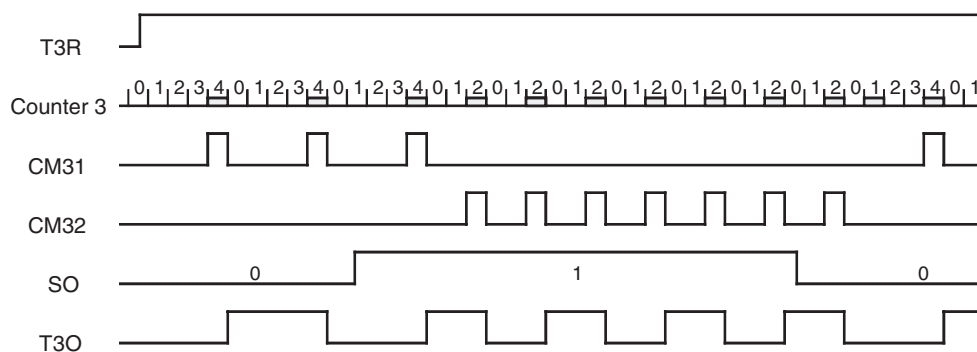 T3R
0 1 2 3 4 0 1 2 3 4 0 1 2 3 4 0 1 2 0 1 2 0 1 2 0 1 2 0 1 2 0 1 2 0 1 2 0 1 2 3 4 0 1
Counter 3
CM31
CM32
SO 0 1 0
T3O